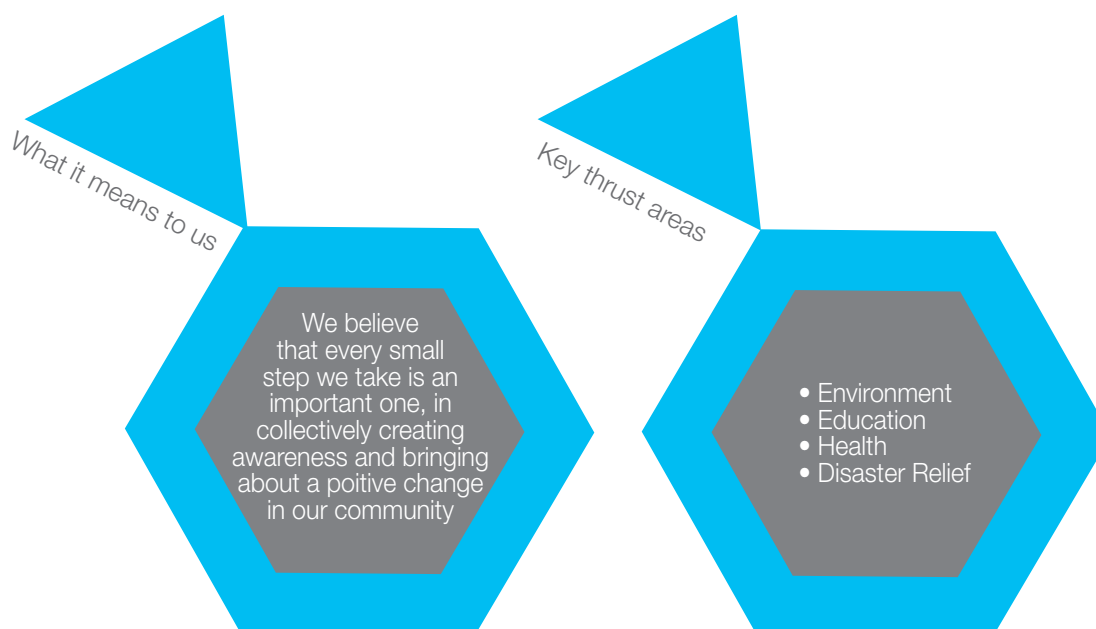 What it means to us
We believe
that every small
step we take is an
important one, in
collectively creating
awareness and bringing
about a poitive change
in our community
Key thrust areas
• Environment
• Education
• Health
• Disaster Relief